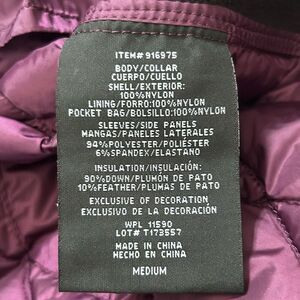 ITEM# 916975
BODY/COLLAR
CUERPO/CUELLO
SHELL/EXTERIOR:
100%NYLON
LINING/FORRO:100%NYLON
POCKET BAG/BOLSILLO:100%NYLON
SLEEVES/SIDE PANELS
MANGAS/PANELES LATERALES
94%POLYESTER/POLIÉSTER
6%SPANDEX/ELASTANO
INSULATION/INSULACIÓN:
90%DOWN/PLUMÓN DE PATO
10%FEATHER/PLUMAS DE PATO
EXCLUSIVE OF DECORATION
EXCLUSIVO DE LA DECORACIÓN
WPL 11590
LOT# T173557
MADE IN CHINA
HECHO EN CHINA
MEDIUM